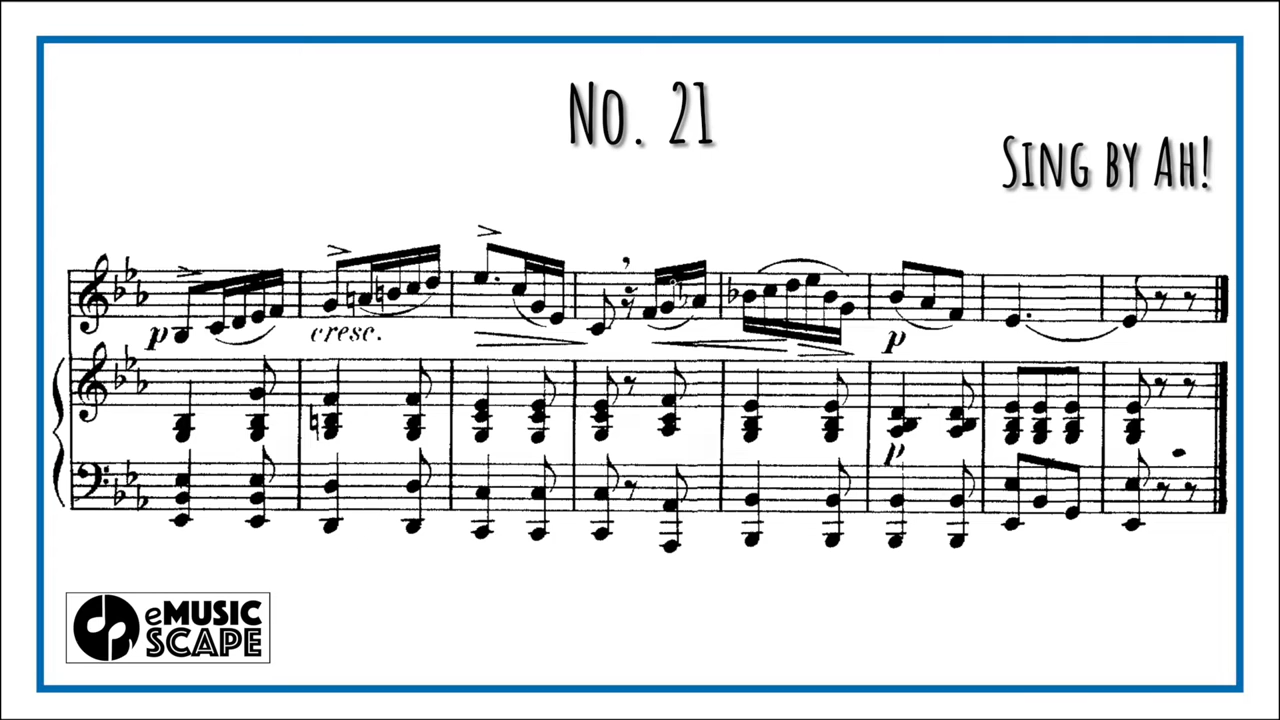 No. 21
Sing by Ah!
p
cresc.
p
p
eMUSIC
SCAPE